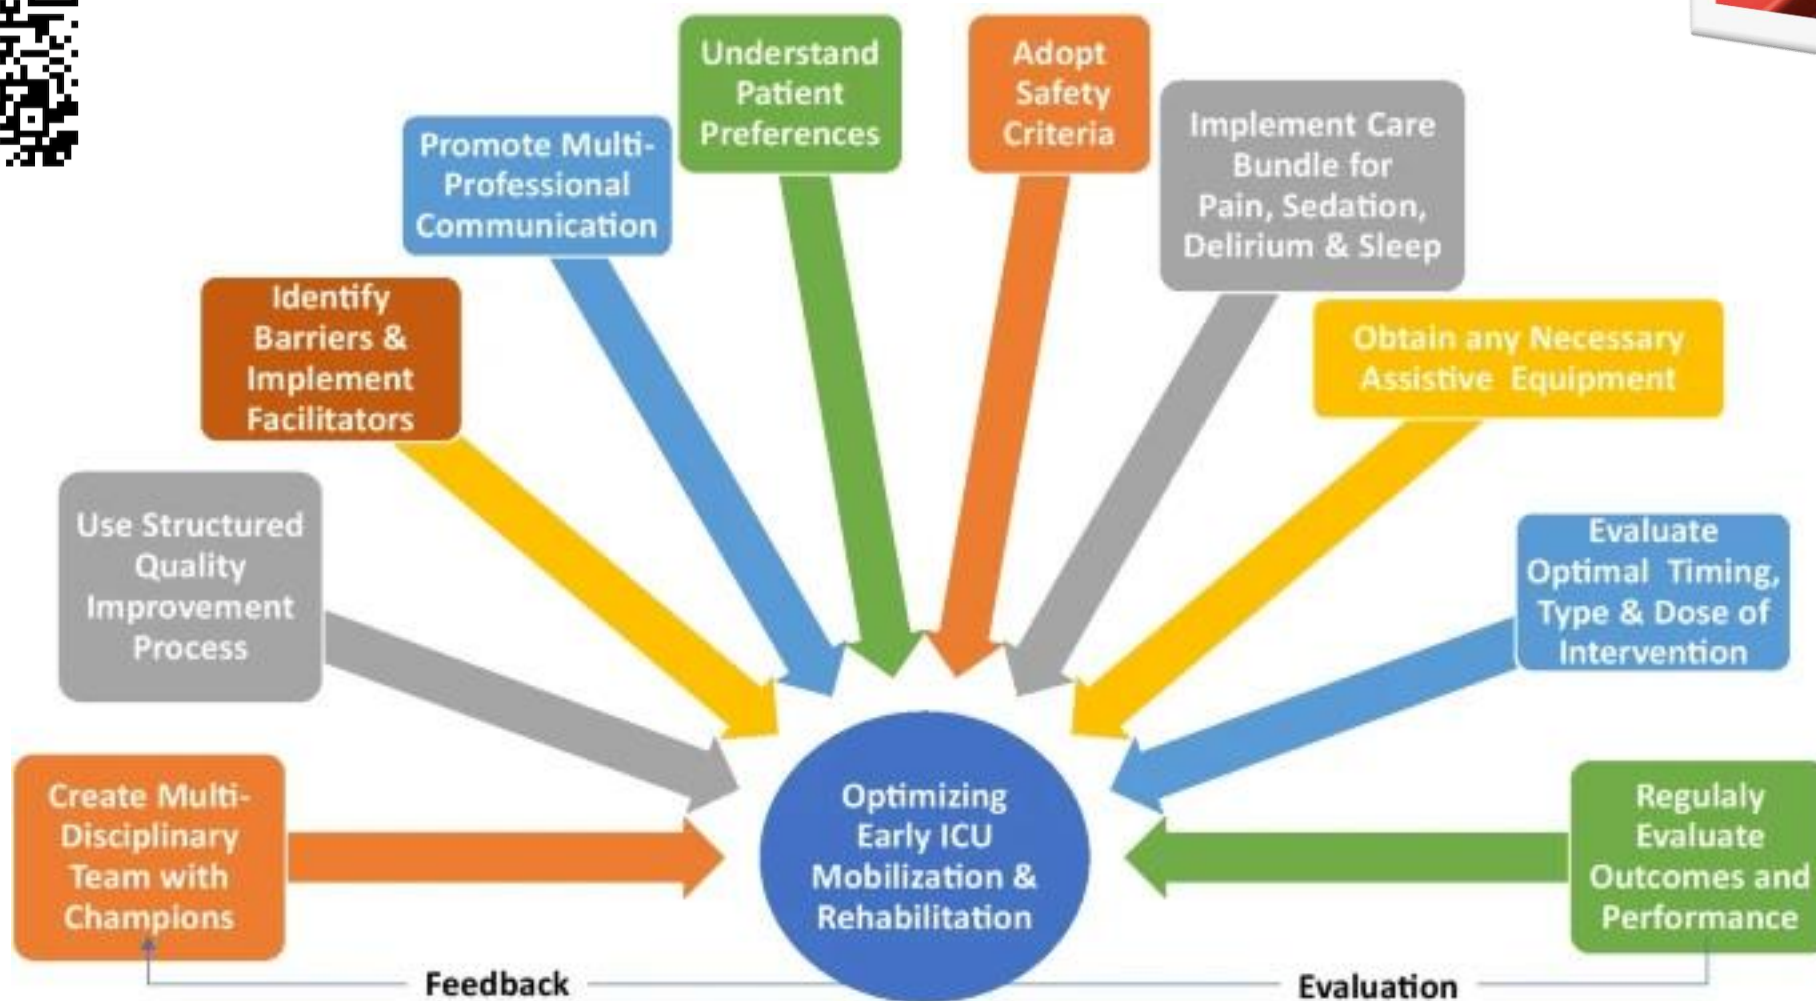 Understand
Patient
Preferences
Adopt
Safety
Criteria
Promote Multi-
Professional
Communication
Implement Care
Bundle for
Pain, Sedation,
Delirium & Sleep
Identify
Barriers &
Implement
Facilitators
Obtain any Necessary
Assistive Equipment
Use Structured
Quality
Improvement
Process
Evaluate
Optimal Timing,
Type & Dose of
Intervention
Create Multi-
Disciplinary
Team with
Champions
Optimizing
Early ICU
Mobilization &
Rehabilitation
Regulaly
Evaluate
Outcomes and
Performance
Feedback
Evaluation